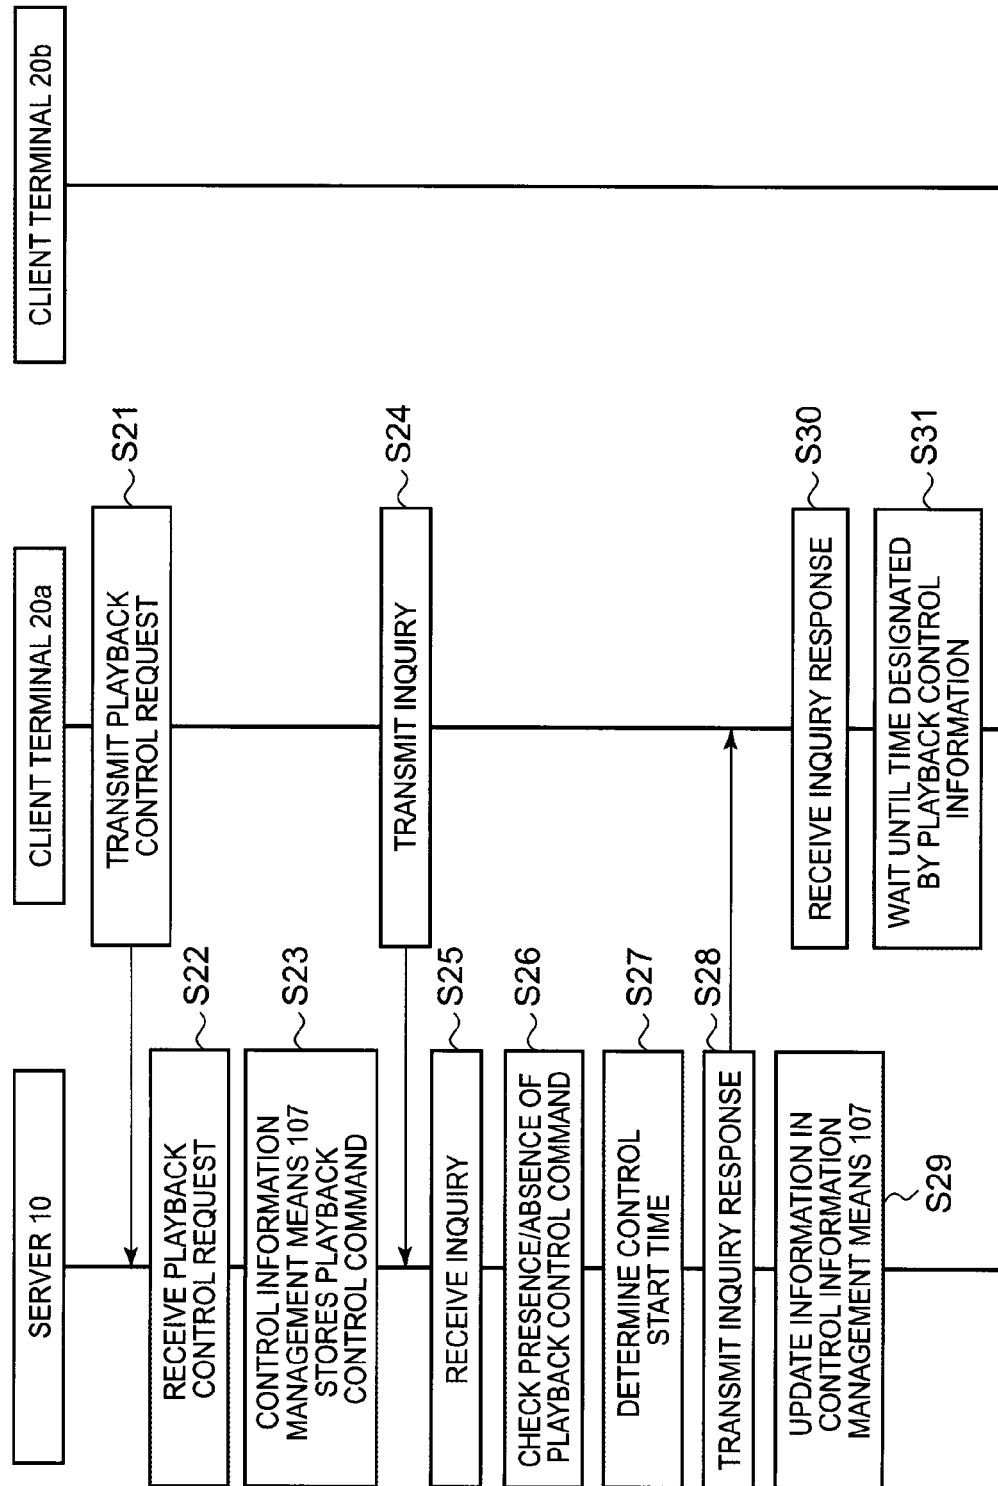 SERVER 10
CLIENT TERMINAL 20a
CLIENT TERMINAL 20b
TRANSMIT PLAYBACK
CONTROL REQUEST
S21
RECEIVE PLAYBACK
CONTROL REQUEST
S22
CONTROL INFORMATION
MANAGEMENT MEANS 107
STORES PLAYBACK
CONTROL COMMAND
S23
TRANSMIT INQUIRY
S24
RECEIVE INQUIRY
S25
CHECK PRESENCE/ABSENCE OF
PLAYBACK CONTROL COMMAND
S26
DETERMINE CONTROL
START TIME
S27
TRANSMIT INQUIRY RESPONSE
S28
UPDATE INFORMATION IN
CONTROL INFORMATION
MANAGEMENT MEANS 107
S29
RECEIVE INQUIRY RESPONSE
S30
WAIT UNTIL TIME DESIGNATED
BY PLAYBACK CONTROL
INFORMATION
S31